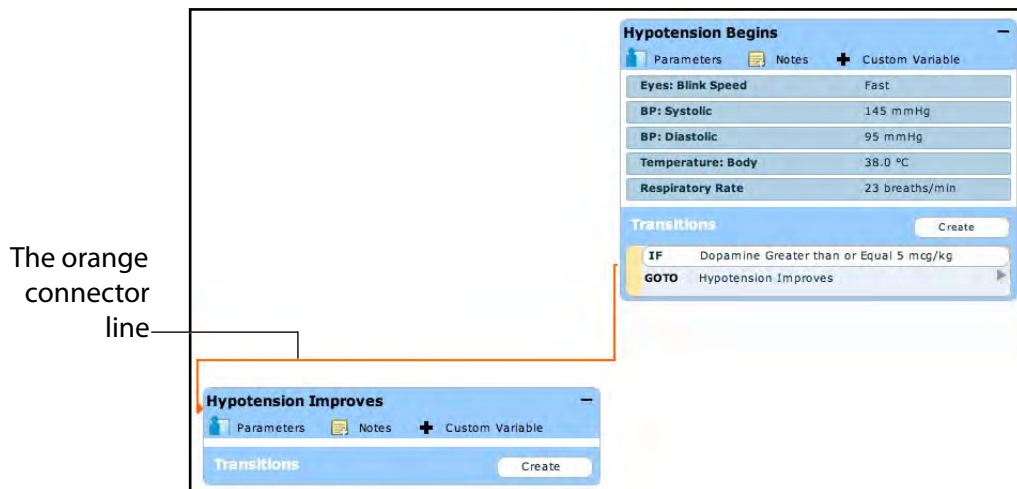 Hypotension Begins
Parameters Notes Custom Variable
Eyes: Blink Speed Fast
BP: Systolic 145 mmHg
BP: Diastolic 95 mmHg
Temperature: Body 38.0 °C
Respiratory Rate 23 breaths/min
Transitions Create
IF Dopamine Greater than or Equal 5 mcg/kg
GOTO Hypotension Improves
The orange
connector
line
Hypotension Improves
Parameters Notes Custom Variable
Transitions Create